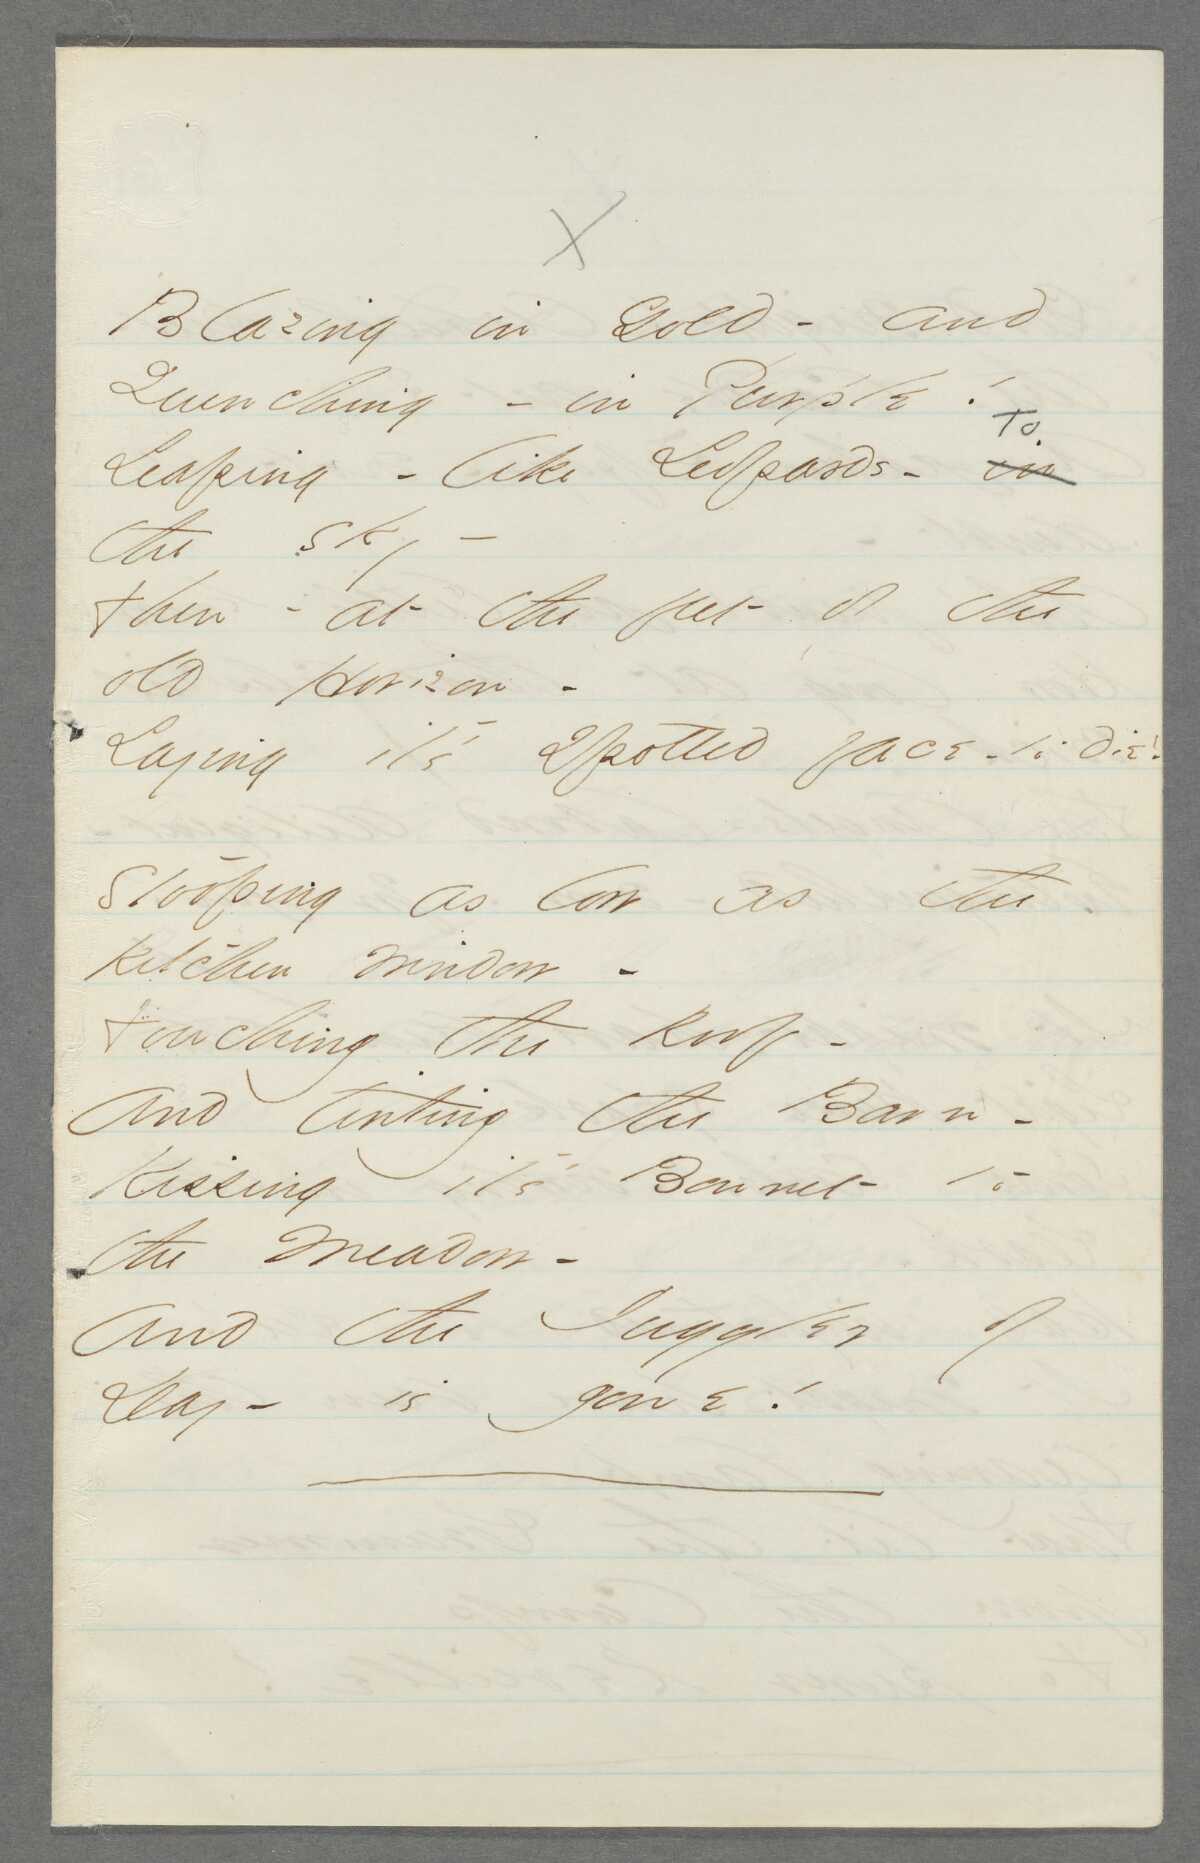 X
Blazing in Gold - and
Quenching - in Purple!
To
Leaping - like Leopards - in
the sky -
then - at the feet of the
old Horizon -
Laying it's spotted face - to die!
Stooping as low as the
kitchen window -
touching the Roof -
And tinting the Barn -
Kissing it's Bonnet to
the Meadow -
And the Juggler of
Day - is gone!